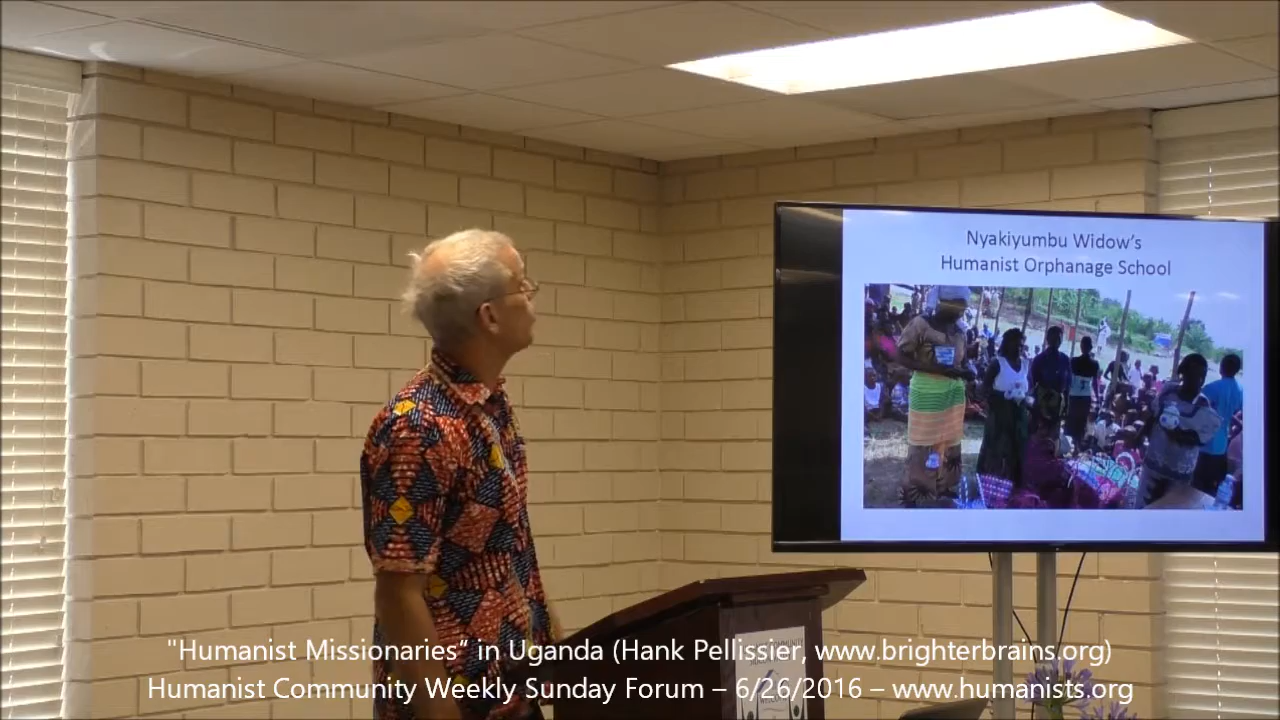 Nyakiyumbu Widow's
Humanist Orphanage School
COMMUNITY
"Humanist Missionaries“ in Uganda (Hank Pellissier, www.brighterbrains.org)
Humanist Community Weekly Sunday Forum – 6/26/2016 – www.humanists.org